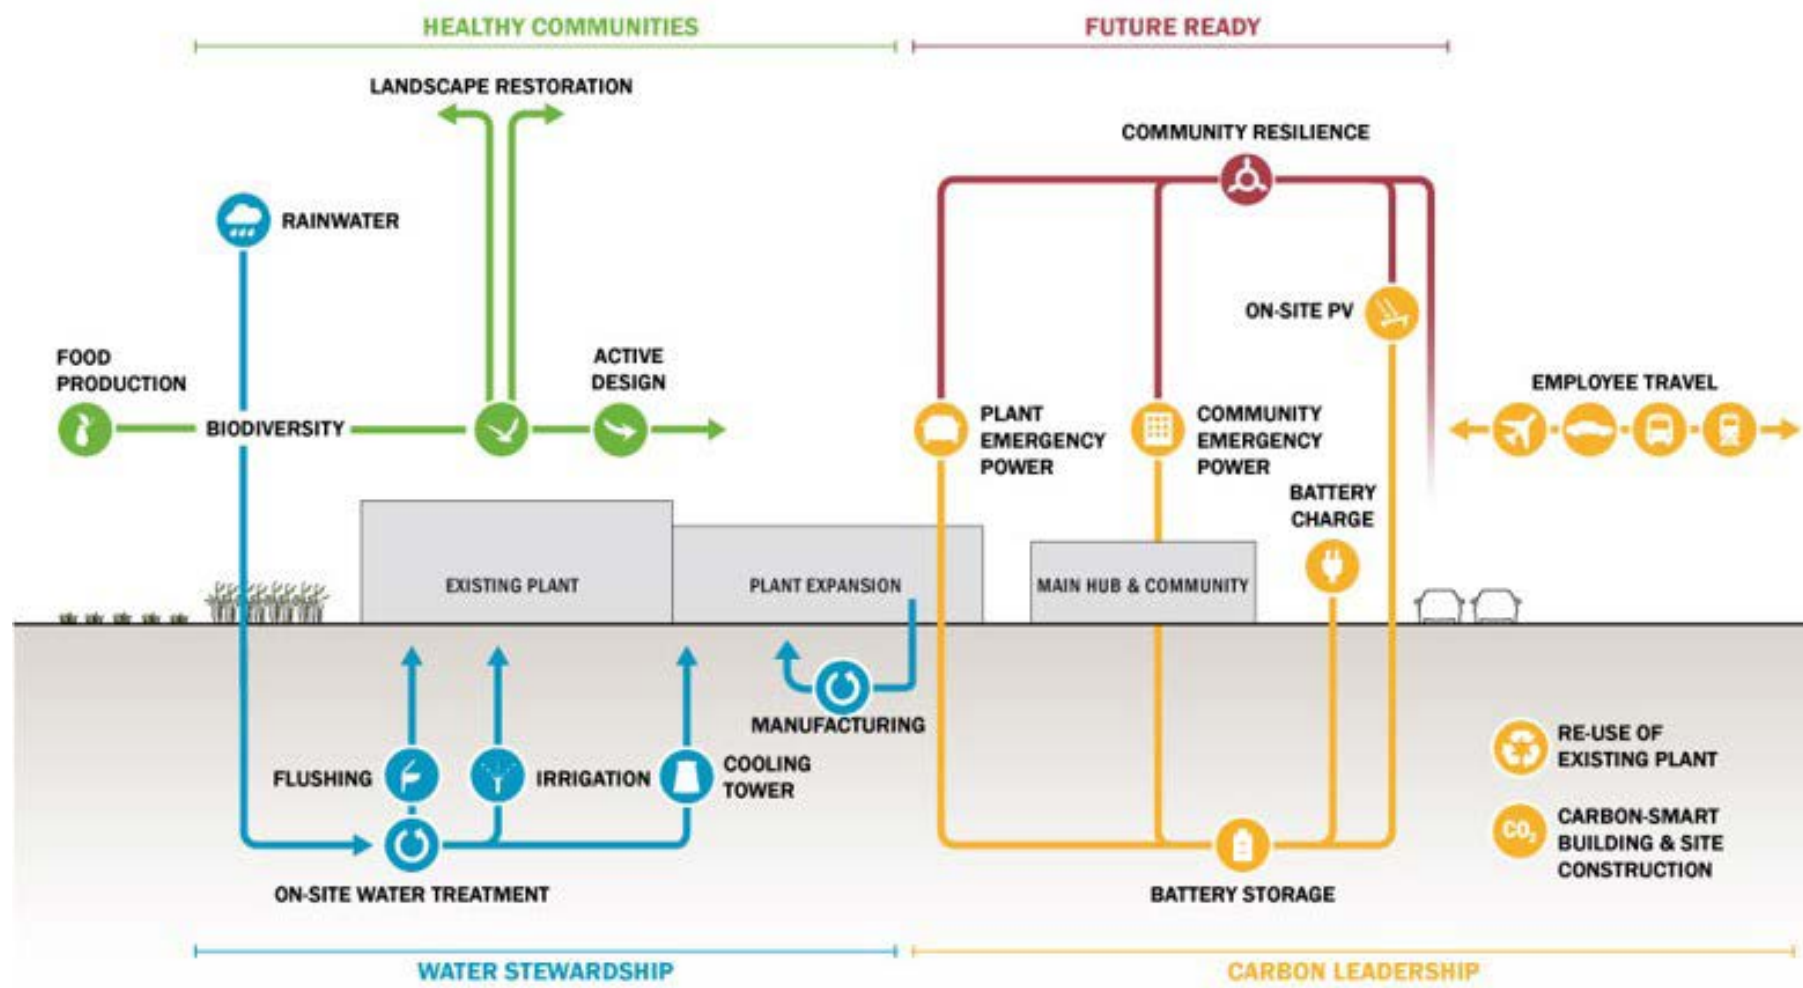 HEALTHY COMMUNITIES
FUTURE READY
LANDSCAPE RESTORATION
COMMUNITY RESILIENCE
RAINWATER
ON-SITE PV
FOOD
PRODUCTION
BIODIVERSITY
ACTIVE
DESIGN
PLANT
EMERGENCY
POWER
COMMUNITY
EMERGENCY
POWER
EMPLOYEE TRAVEL
BATTERY
CHARGE
EXISTING PLANT
PLANT EXPANSION
MAIN HUB & COMMUNITY
MANUFACTURING
FLUSHING
IRRIGATION
COOLING
TOWER
RE-USE OF
EXISTING PLANT
CO₂
CARBON-SMART
BUILDING & SITE
CONSTRUCTION
ON-SITE WATER TREATMENT
BATTERY STORAGE
WATER STEWARDSHIP
CARBON LEADERSHIP